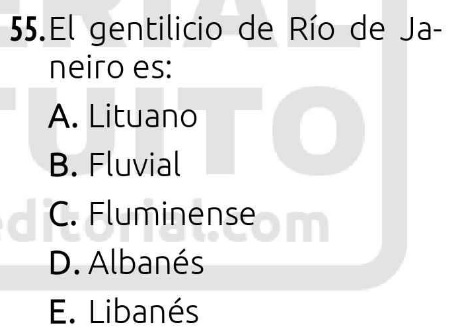 55. El gentilicio de Río de Ja-
neiro es:
A. Lituano
B. Fluvial
C. Fluminense
D. Albanés
E. Libanés